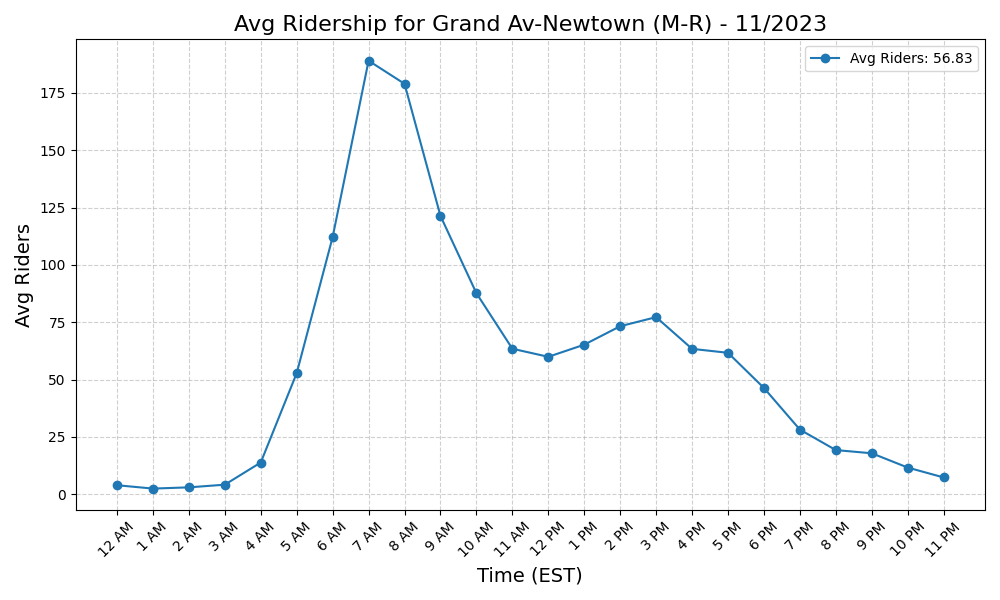 Avg Ridership for Grand Av-Newtown (M-R) - 11/2023
Avg Riders: 56.83
Avg Riders
175
150
125
100
75
50
25
0
12 AM
1 AM
2 AM
3 AM
4 AM
5 AM
6 AM
7 AM
8 AM
9 AM
10 AM
11 AM
12 PM
1 PM
2 PM
3 PM
4 PM
5 PM
6 PM
7 PM
8 PM
9 PM
10 PM
11 PM
Time (EST)